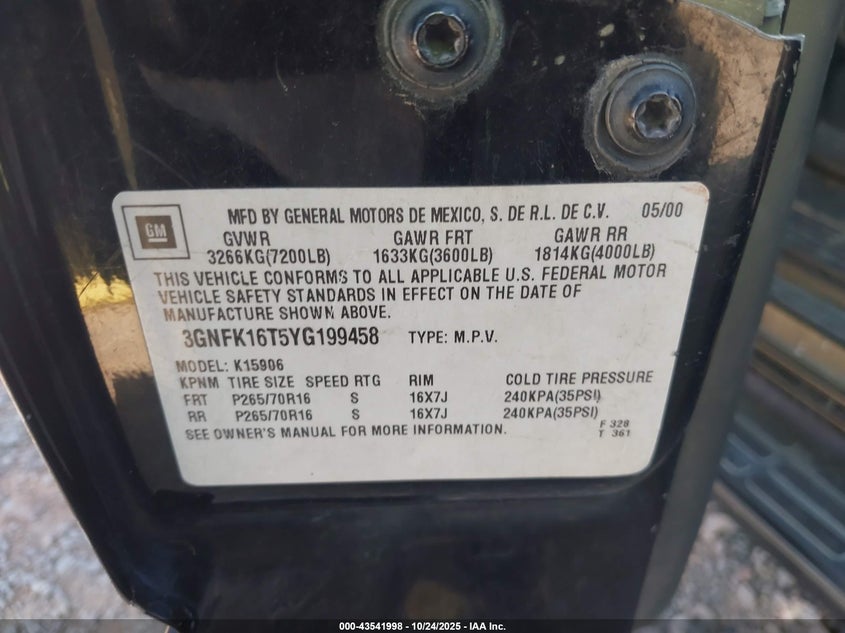 GM
MFD BY GENERAL MOTORS DE MEXICO, S. DE R.L. DE C.V. 05/00
GVWR GAWR FRT GAWR RR
3266KG(7200LB) 1633KG(3600LB) 1814KG(4000LB)
THIS VEHICLE CONFORMS TO ALL APPLICABLE U.S. FEDERAL MOTOR
VEHICLE SAFETY STANDARDS IN EFFECT ON THE DATE OF
MANUFACTURE SHOWN ABOVE.
3GNFK16T5YG199458 TYPE: M.P.V.
MODEL: K15906
KPNM TIRE SIZE SPEED RTG RIM COLD TIRE PRESSURE
FRT P265/70R16 S 16X7J 240KPA(35PSI)
RR P265/70R16 S 16X7J 240KPA(35PSI)
SEE OWNER'S MANUAL FOR MORE INFORMATION.
F 328
T 361
000-43541998 - 10/24/2025 - IAA Inc.